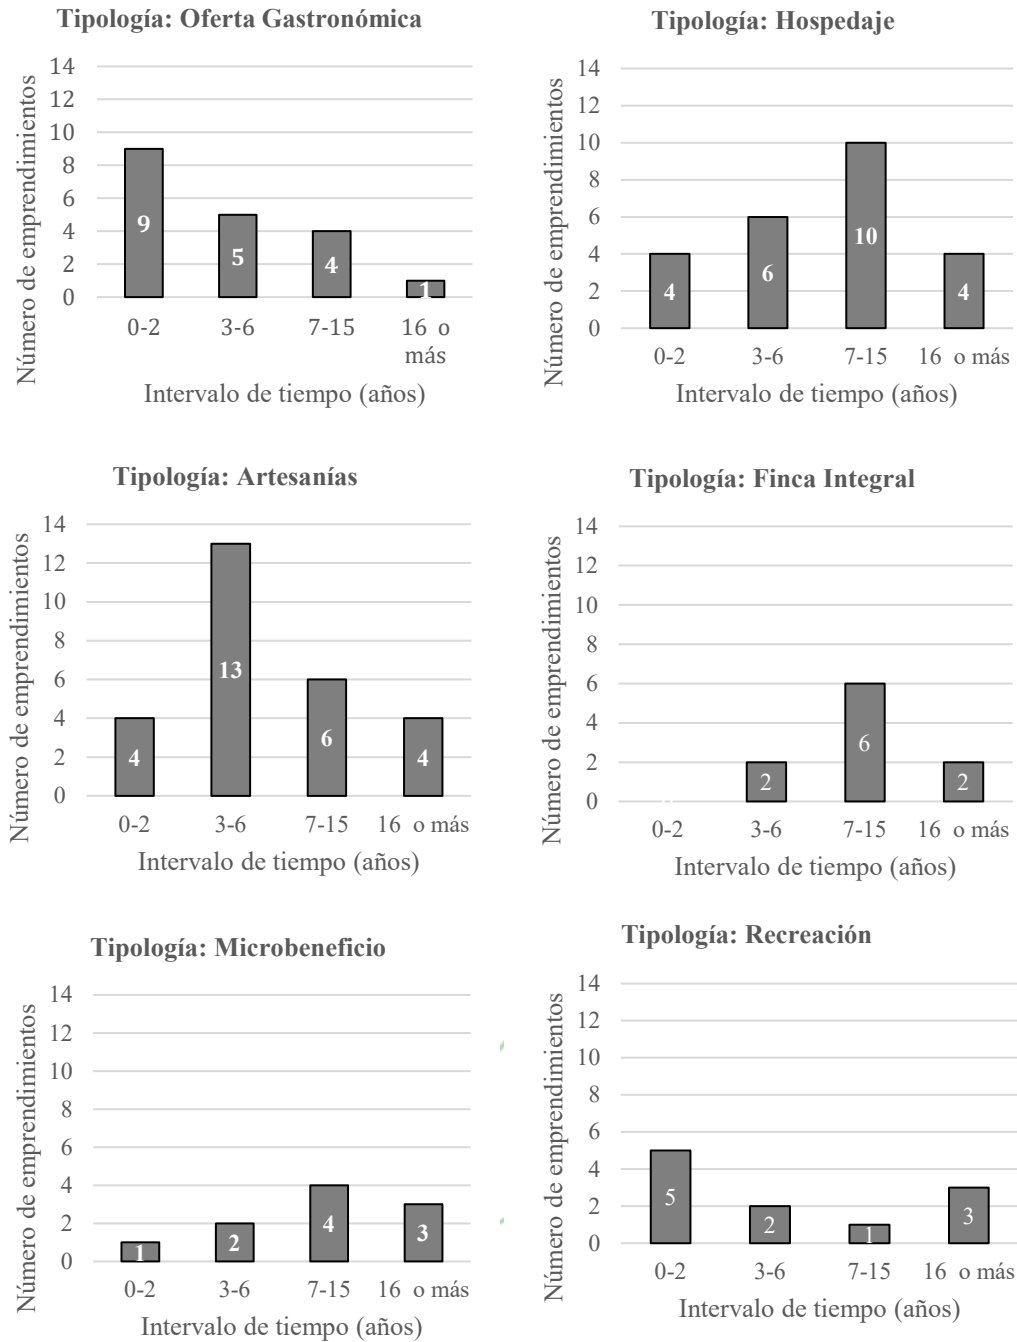 Tipología: Oferta Gastronómica
Número de emprendimientos
14
12
10
8
6
4
2
0
9
5
4
1
0-2 3-6 7-15 16 o
más
Intervalo de tiempo (años)
Tipología: Hospedaje
Número de emprendimientos
14
12
10
8
6
4
2
0
4
6
10
4
0-2 3-6 7-15 16 o más
Intervalo de tiempo (años)
Tipología: Artesanías
Número de emprendimientos
14
12
10
8
6
4
2
0
4
13
6
4
0-2 3-6 7-15 16 o más
Intervalo de tiempo (años)
Tipología: Finca Integral
Número de emprendimientos
14
12
10
8
6
4
2
0
2
6
2
0-2 3-6 7-15 16 o más
Intervalo de tiempo (años)
Tipología: Microbeneficio
Número de emprendimientos
14
12
10
8
6
4
2
0
1
2
4
3
0-2 3-6 7-15 16 o más
Intervalo de tiempo (años)
Tipología: Recreación
Número de emprendimientos
14
12
10
8
6
4
2
0
5
2
1
3
0-2 3-6 7-15 16 o más
Intervalo de tiempo (años)